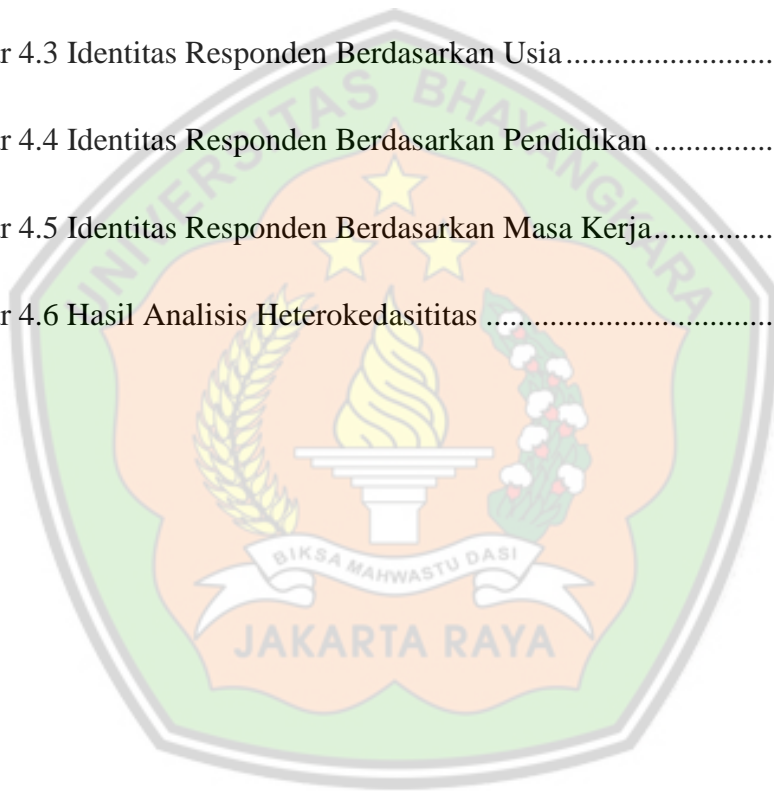 r 4.3 Identitas Responden Berdasarkan Usia..........................
r 4.4 Identitas Responden Berdasarkan Pendidikan ...............
r 4.5 Identitas Responden Berdasarkan Masa Kerja...............
r 4.6 Hasil Analisis Heterokedasititas ....................................
UNIVERSITAS BHAYANGKARA
BIKSA MAHWASTU DASI
JAKARTA RAYA